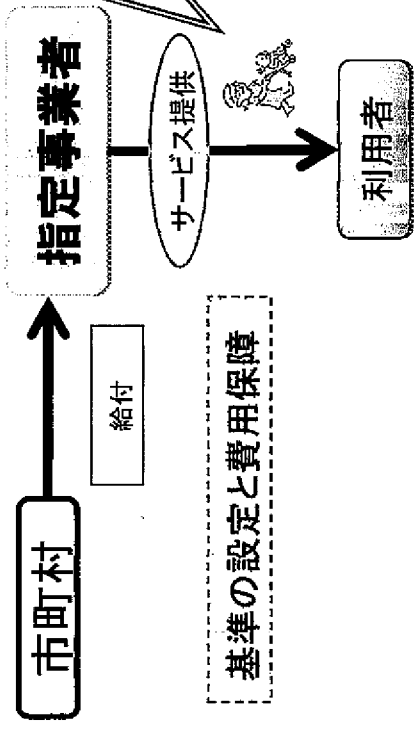 市町村
給付
指定事業者
サービス提供
利用者
基準の設定と費用保障